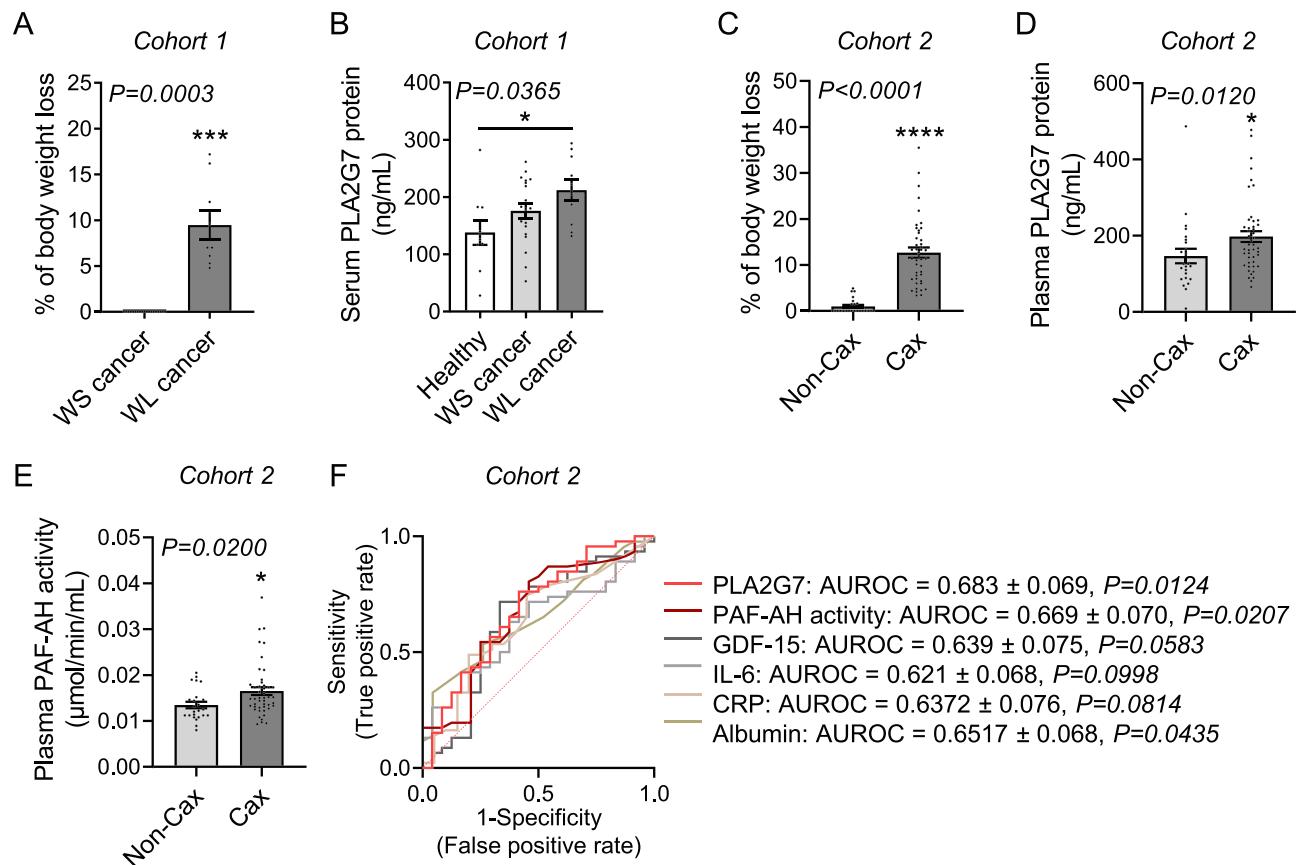 A
Cohort 1
% of body weight loss
25
20
15
10
5
0
P=0.0003
***
WS cancer
WL cancer
B
Cohort 1
Serum PLA2G7 protein
(ng/mL)
400
300
200
100
0
P=0.0365
*
Healthy
WS cancer
WL cancer
C
Cohort 2
% of body weight loss
50
40
30
20
10
0
P<0.0001
****
Non-Cax
Cax
D
Cohort 2
Plasma PLA2G7 protein
(ng/mL)
600
400
200
0
P=0.0120
*
Non-Cax
Cax
E
Cohort 2
Plasma PAF-AH activity
(μmol/min/mL)
0.05
0.04
0.03
0.02
0.01
0.00
P=0.0200
*
Non-Cax
Cax
F
Cohort 2
Sensitivity
(True positive rate)
1.0
0.5
0.0
0.0
0.5
1.0
1-Specificity
(False positive rate)
PLA2G7: AUROC = 0.683 ± 0.069, P=0.0124
PAF-AH activity: AUROC = 0.669 ± 0.070, P=0.0207
GDF-15: AUROC = 0.639 ± 0.075, P=0.0583
IL-6: AUROC = 0.621 ± 0.068, P=0.0998
CRP: AUROC = 0.6372 ± 0.076, P=0.0814
Albumin: AUROC = 0.6517 ± 0.068, P=0.0435